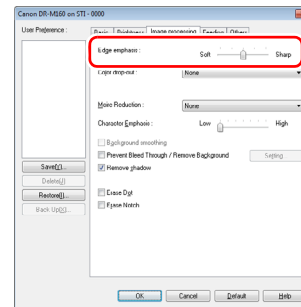 Canon DR-M160 on STI - 0000
User Preference :
Basic Brightness Image processing Feeding Others
Edge emphasis : Soft Sharp
Color drop-out : None
Moire Reduction : None
Character Emphasis : Low High
Background smoothing
Prevent Bleed Through / Remove Background Setting
Remove shadow
Save(V)...
Delete(J)
Restore(I)...
Back Up(X)...
Erase Dot
Erase Notch
OK Cancel Default Help